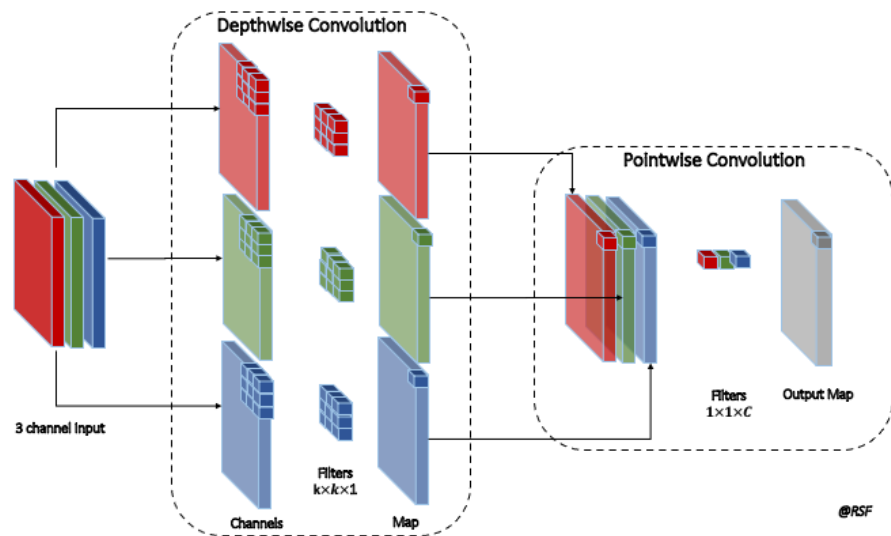 Depthwise Convolution
Pointwise Convolution
3 channel input
Filters
k×k×1
Channels
Map
Filters
1×1×C
Output Map
@RSF